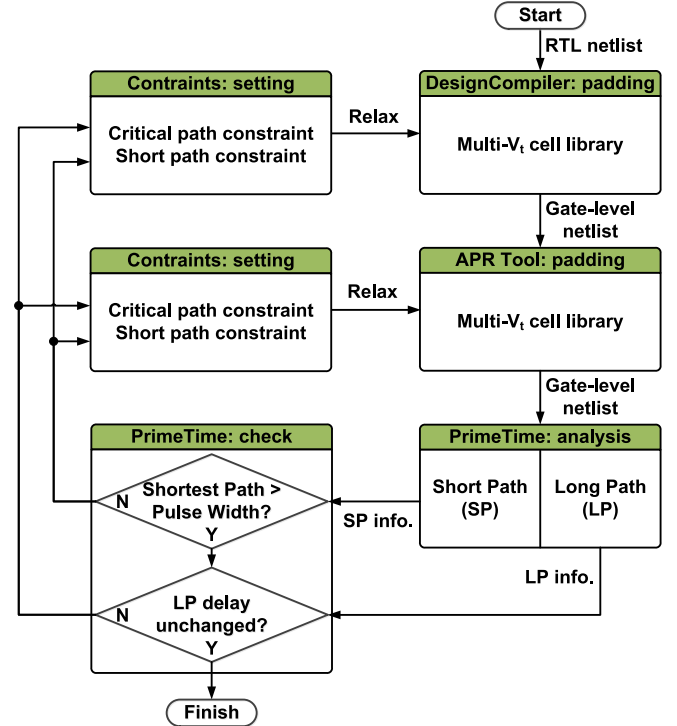 Start
RTL netlist
Contraints: setting
Critical path constraint
Short path constraint
Relax
DesignCompiler: padding
Multi-Vt cell library
Gate-level
netlist
Contraints: setting
Critical path constraint
Short path constraint
Relax
APR Tool: padding
Multi-Vt cell library
Gate-level
netlist
PrimeTime: check
Shortest Path >
Pulse Width?
N
Y
SP info.
PrimeTime: analysis
Short Path
(SP)
Long Path
(LP)
LP info.
LP delay
unchanged?
N
Y
Finish